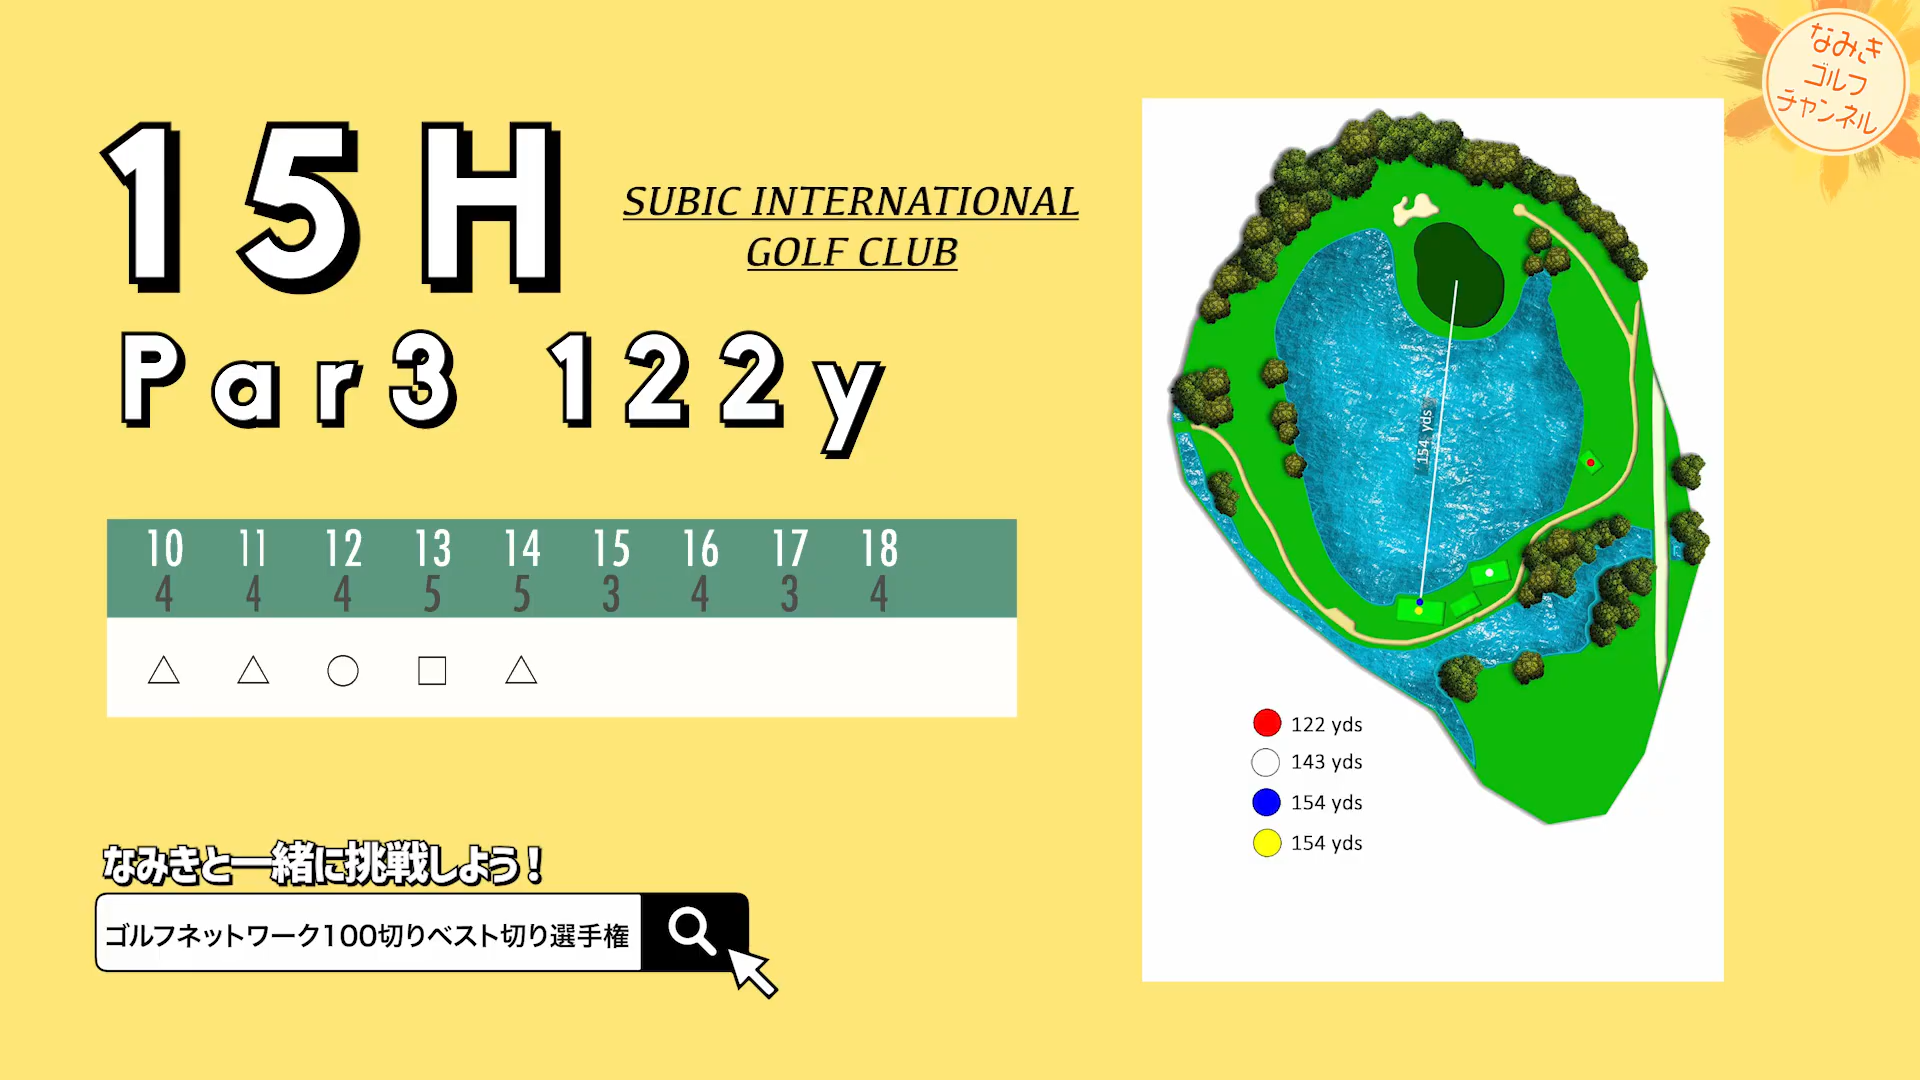 15H
SUBIC INTERNATIONAL
GOLF CLUB
Par3 122y
10 11 12 13 14 15 16 17 18
4 4 4 5 5 3 4 3 4
△ △ ○ □ △
なみきと一緒に挑戦しよう！
ゴルフネットワーク100切りベスト切り選手権
なみき
ゴルフ
チャンネル
154 yds
122 yds
143 yds
154 yds
154 yds